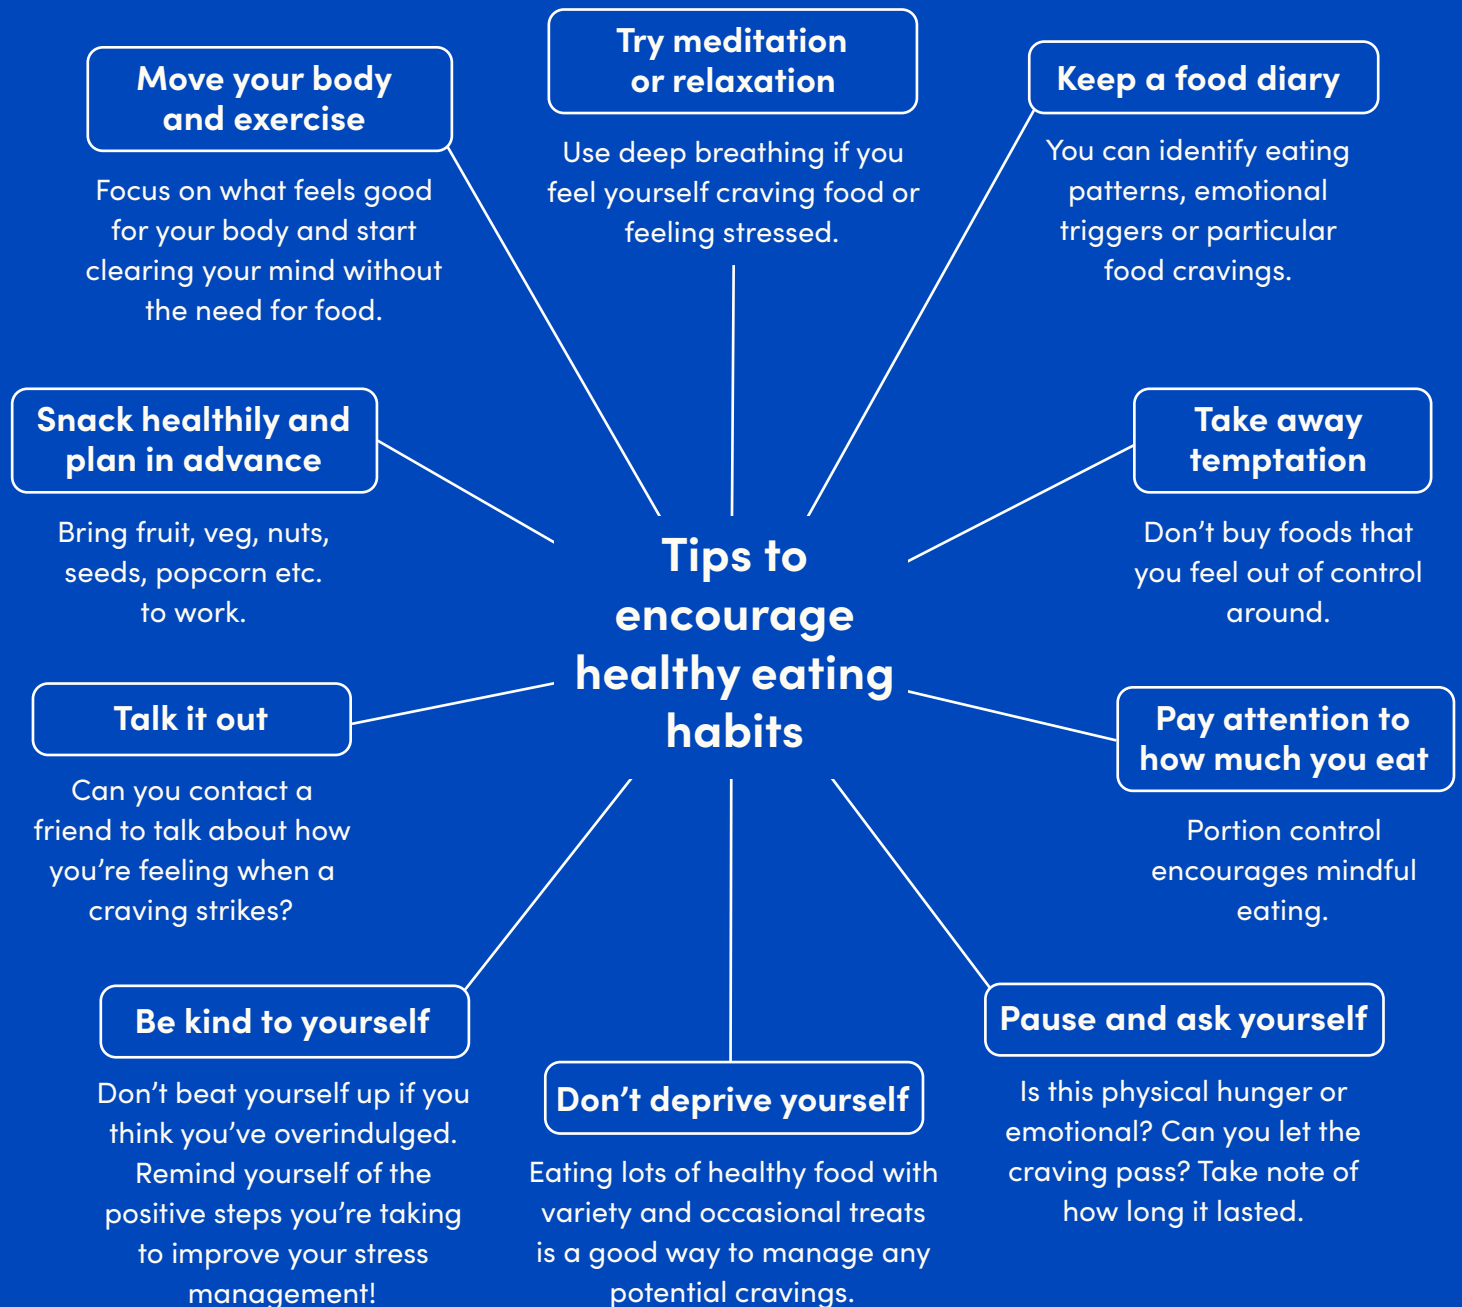 Try meditation
or relaxation
Use deep breathing if you
feel yourself craving food or
feeling stressed.
Move your body
and exercise
Focus on what feels good
for your body and start
clearing your mind without
the need for food.
Keep a food diary
You can identify eating
patterns, emotional
triggers or particular
food cravings.
Snack healthily and
plan in advance
Bring fruit, veg, nuts,
seeds, popcorn etc.
to work.
Take away
temptation
Don’t buy foods that
you feel out of control
around.
Tips to
encourage
healthy eating
habits
Talk it out
Can you contact a
friend to talk about how
you’re feeling when a
craving strikes?
Pay attention to
how much you eat
Portion control
encourages mindful
eating.
Be kind to yourself
Don’t beat yourself up if you
think you’ve overindulged.
Remind yourself of the
positive steps you’re taking
to improve your stress
management!
Don’t deprive yourself
Eating lots of healthy food with
variety and occasional treats
is a good way to manage any
potential cravings.
Pause and ask yourself
Is this physical hunger or
emotional? Can you let the
craving pass? Take note of
how long it lasted.